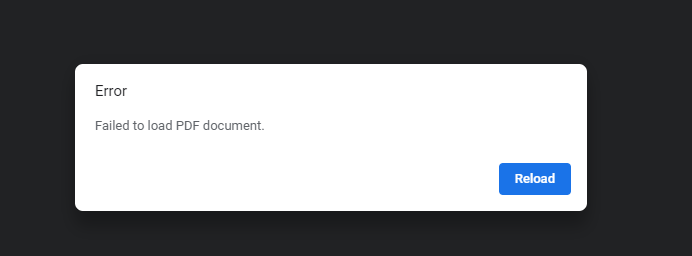 Error
Failed to load PDF document.
Reload